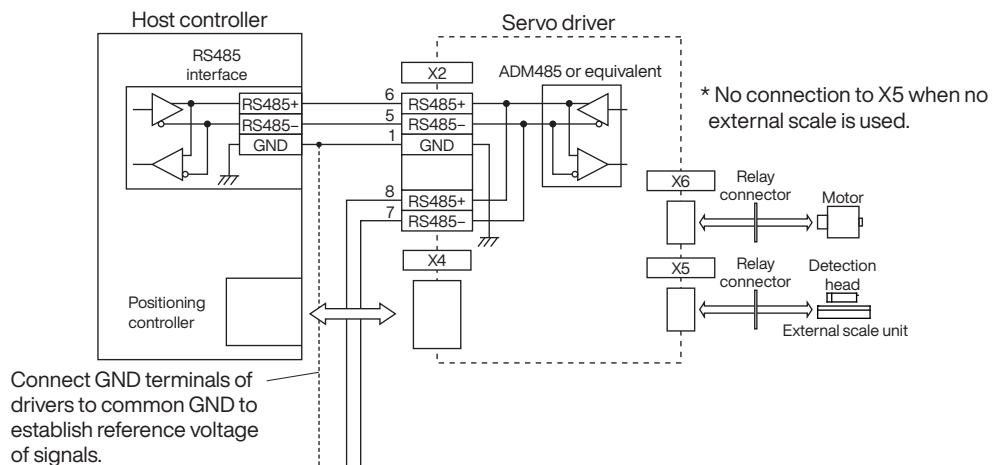 Host controller
Servo driver
RS485
interface
X2
ADM485 or equivalent
* No connection to X5 when no
external scale is used.
RS485+
6
RS485+
RS485−
5
RS485−
GND
1
GND
8
RS485+
7
RS485−
X6
Relay
connector
Motor
X4
X5
Relay
connector
Detection
head
Positioning
controller
External scale unit
Connect GND terminals of
drivers to common GND to
establish reference voltage
of signals.